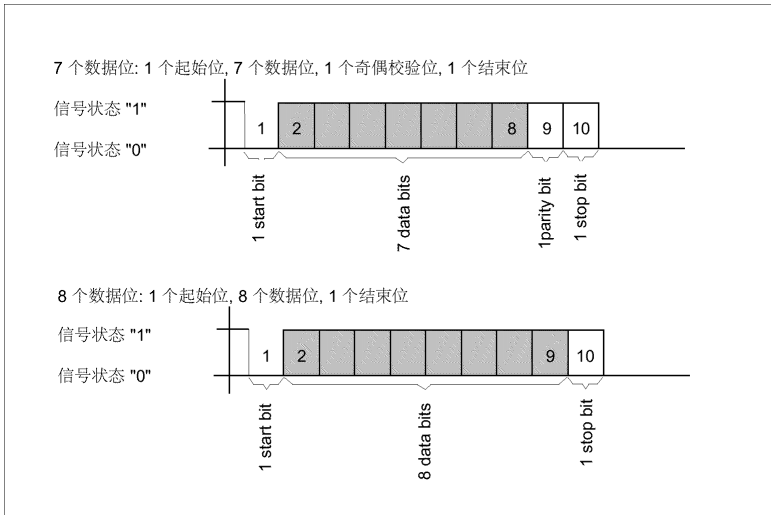 7 个数据位: 1 个起始位, 7 个数据位, 1 个奇偶校验位, 1 个结束位
信号状态 "1"
信号状态 "0"
1 2 8 9 10
1 start bit
7 data bits
1parity bit
1 stop bit
8 个数据位: 1 个起始位, 8 个数据位, 1 个结束位
信号状态 "1"
信号状态 "0"
1 2 9 10
1 start bit
8 data bits
1 stop bit